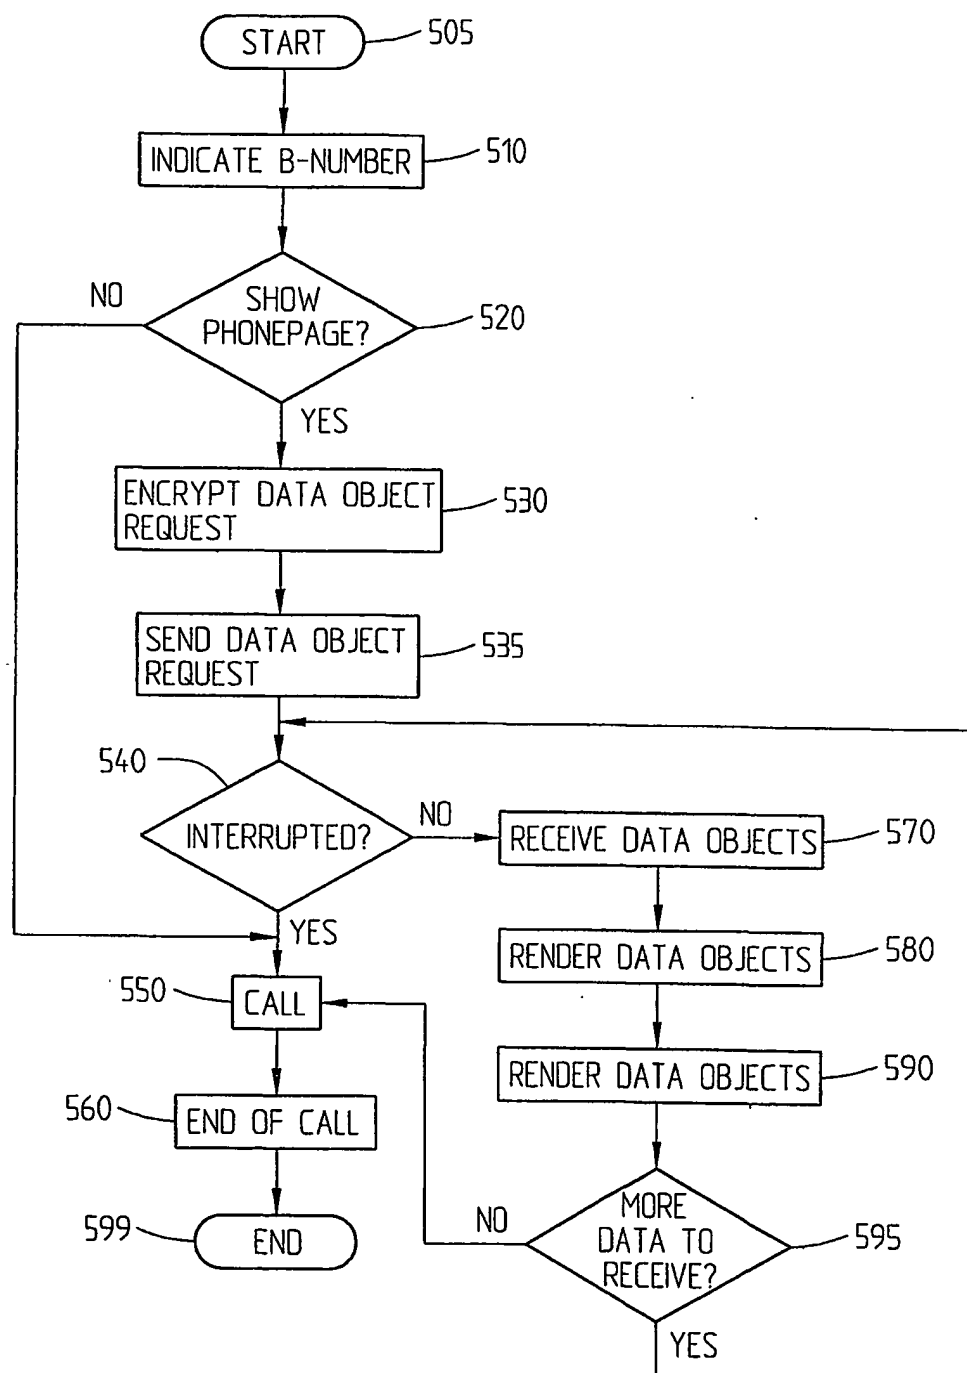 START
505
INDICATE B-NUMBER
510
NO
SHOW
PHONEPAGE?
520
YES
ENCRYPT DATA OBJECT
REQUEST
530
SEND DATA OBJECT
REQUEST
535
540
INTERRUPTED?
NO
RECEIVE DATA OBJECTS
570
YES
RENDER DATA OBJECTS
580
550
CALL
RENDER DATA OBJECTS
590
560
END OF CALL
599
END
NO
MORE
DATA TO
RECEIVE?
595
YES